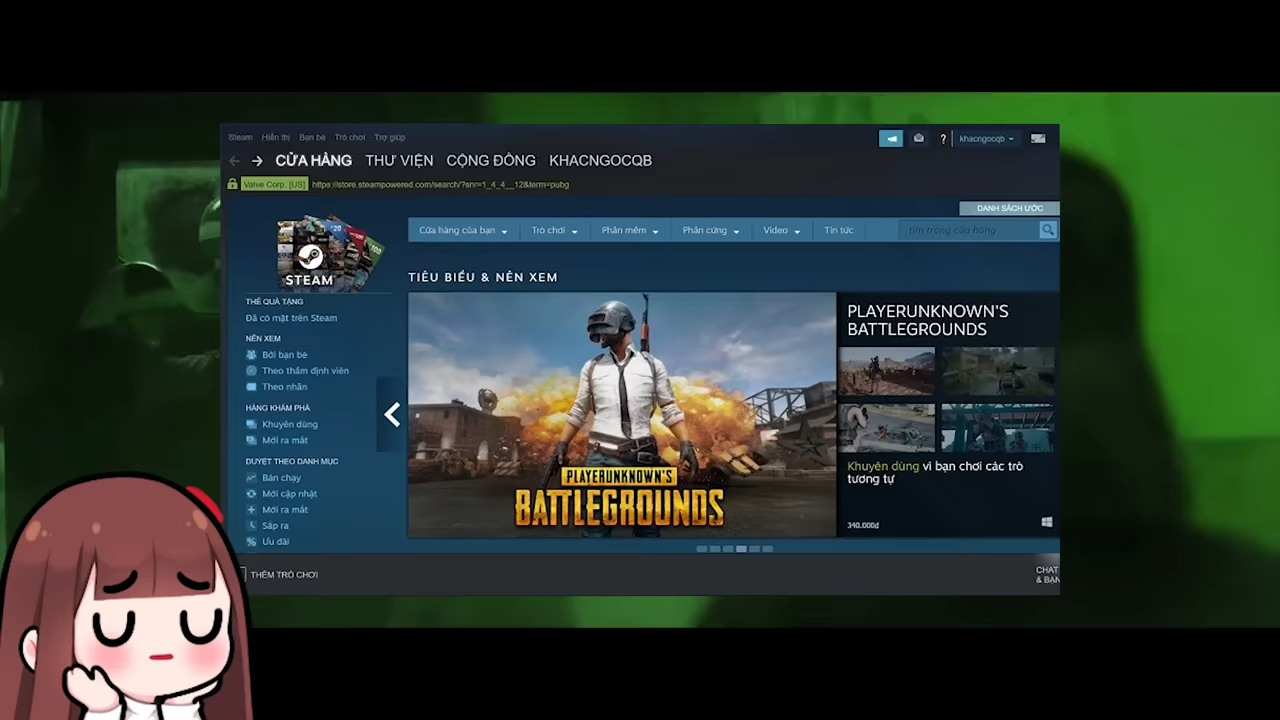 Steam Hiển thị Bạn bè Trò chơi Trợ giúp
? khacngocqb
CỬA HÀNG THƯ VIỆN CỘNG ĐỒNG KHACNGOCQB
Valve Corp. [US] https://store.steampowered.com/search/?snr=1_4_4__12&term=pubg
DANH SÁCH ƯỚC
Cửa hàng của bạn Trò chơi Phần mềm Phần cứng Video Tin tức tìm trong cửa hàng
STEAM
TIÊU BIỂU & NÊN XEM
THẺ QUÀ TẶNG
Đã có mặt trên Steam
NÊN XEM
Bởi bạn bè
Theo thẩm định viên
Theo nhãn
HÀNG KHÁM PHÁ
Khuyên dùng
Mới ra mắt
DUYỆT THEO DANH MỤC
Bán chạy
Mới cập nhật
Mới ra mắt
Sắp ra
Ưu đãi
PLAYERUNKNOWN'S
BATTLEGROUNDS
PLAYERUNKNOWN'S
BATTLEGROUNDS
Khuyên dùng vì bạn chơi các trò
tương tự
340.000đ
THÊM TRÒ CHƠI
CHAT
& BẠN